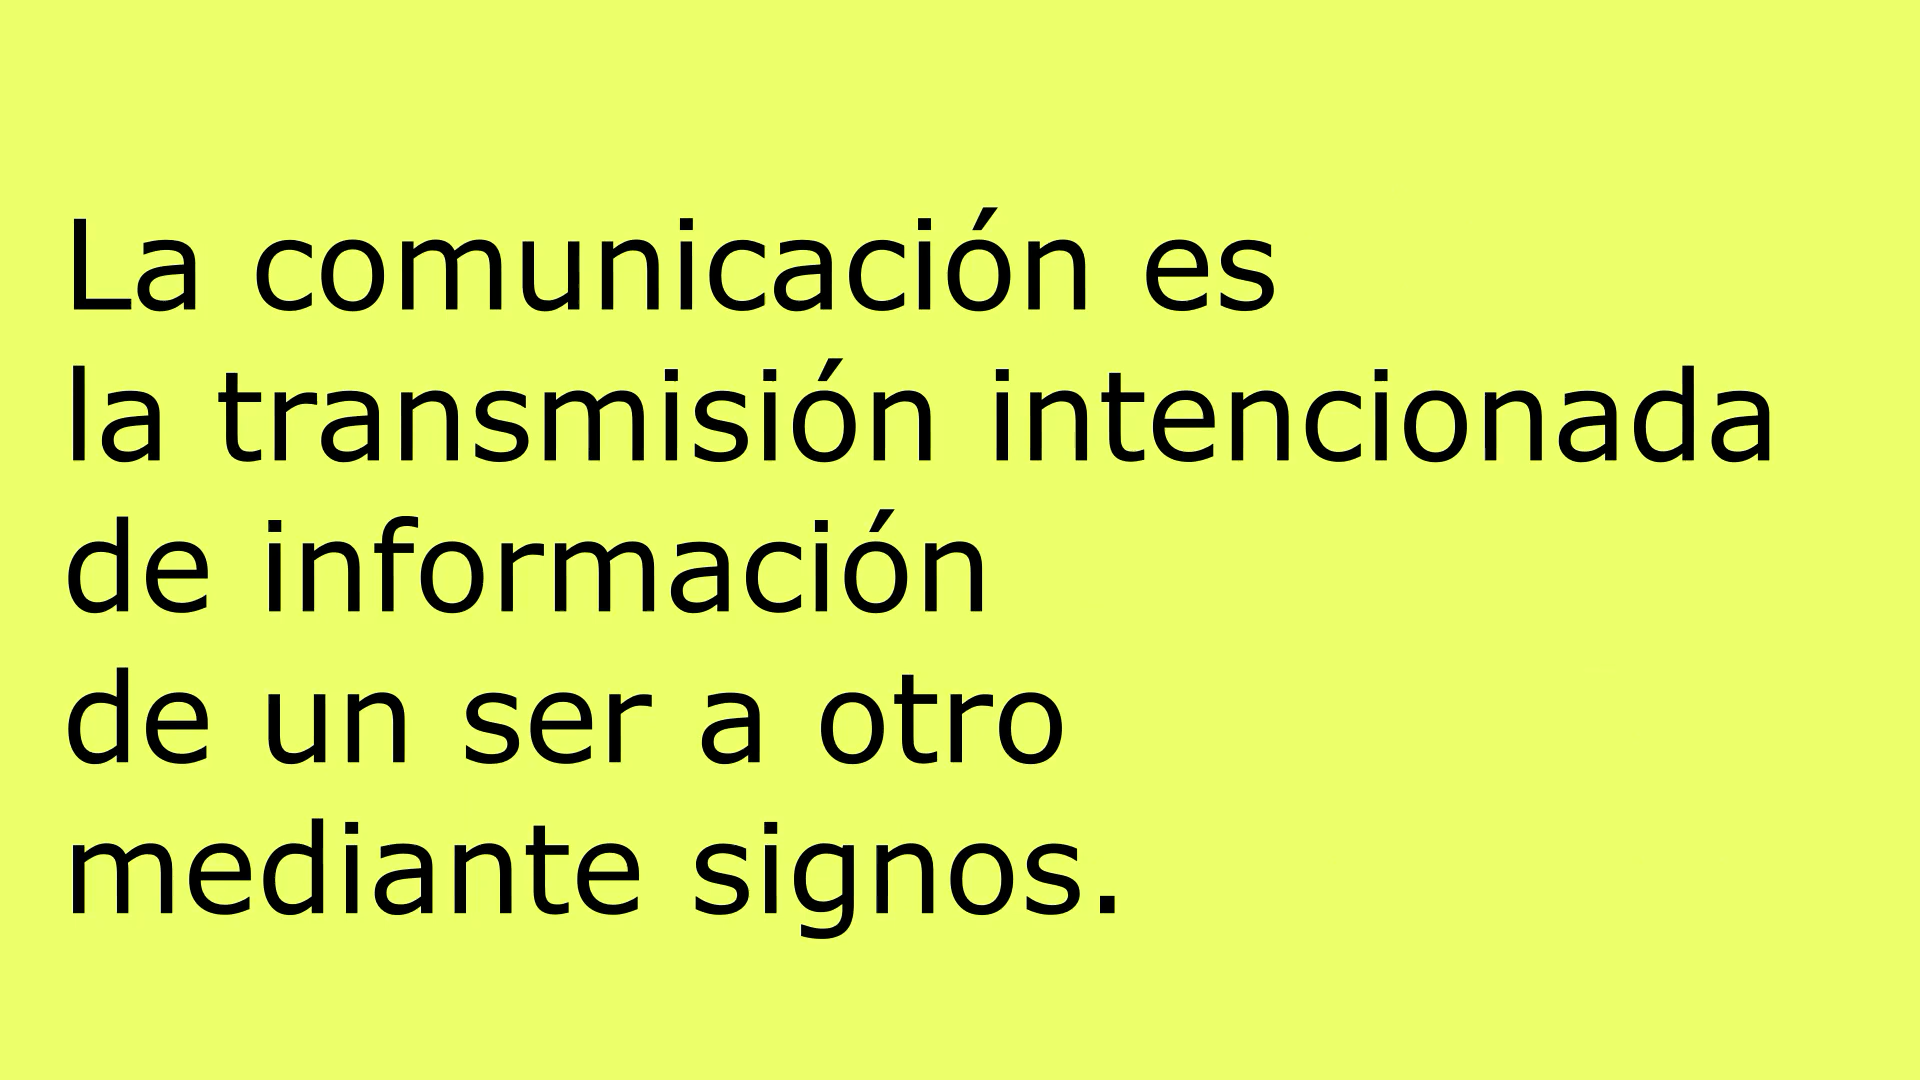 La comunicación es
la transmisión intencionada
de información
de un ser a otro
mediante signos.